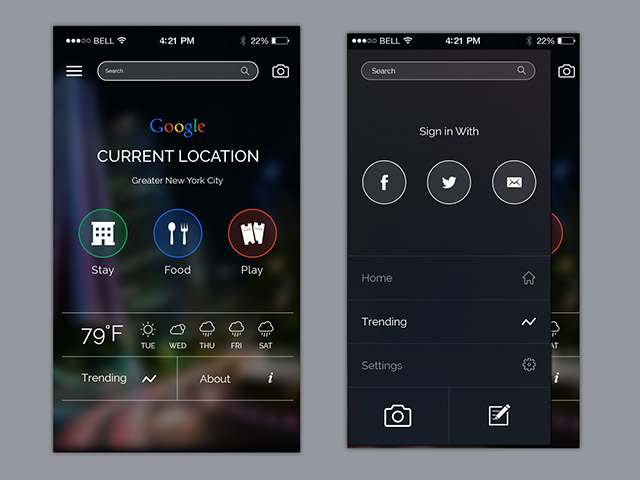 BELL 4:21 PM 22%
Search
Google
CURRENT LOCATION
Greater New York City
Stay Food Play
79°F TUE WED THU FRI SAT
Trending About i
BELL 4:21 PM 22%
Search
Sign in With
f
Home
Trending
Settings